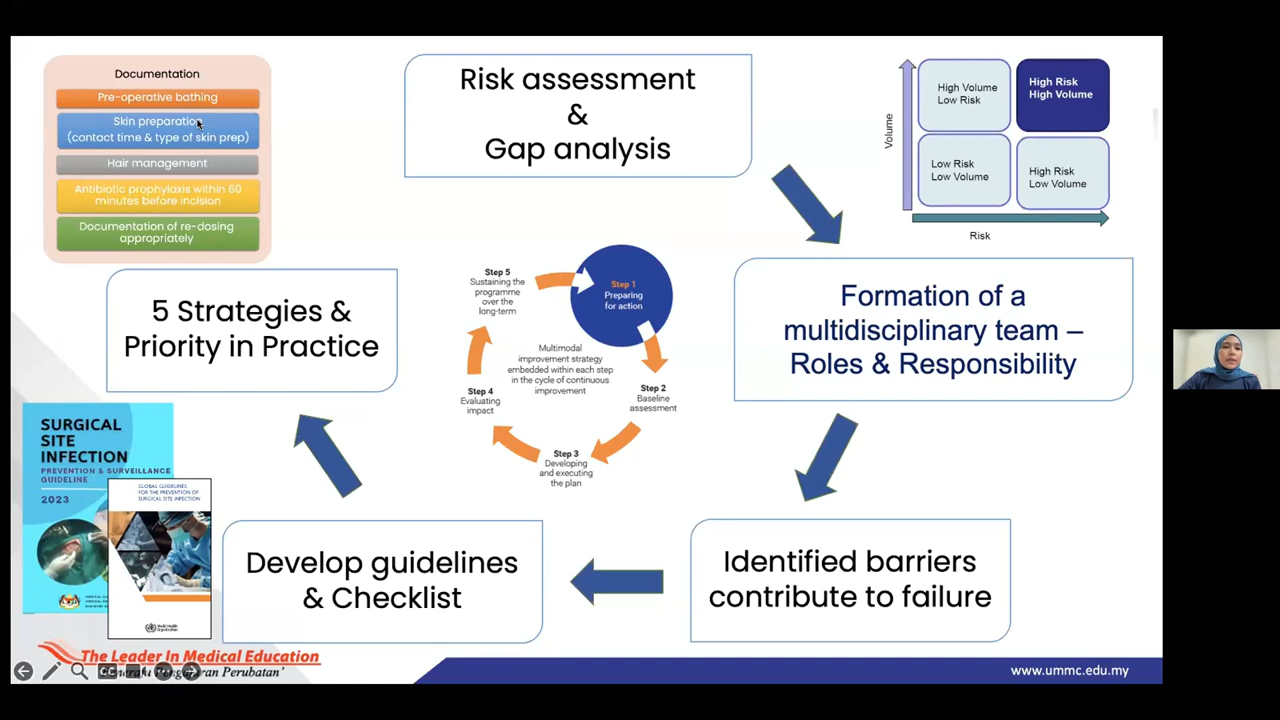 Documentation
Pre-operative bathing
Skin preparation
(contact time & type of skin prep)
Hair management
Antibiotic prophylaxis within 60
minutes before incision
Documentation of re-dosing
appropriately
Risk assessment
&
Gap analysis
Volume
High Volume
Low Risk
High Risk
High Volume
Low Risk
Low Volume
High Risk
Low Volume
Risk
Formation of a
multidisciplinary team –
Roles & Responsibility
Identified barriers
contribute to failure
Develop guidelines
& Checklist
5 Strategies &
Priority in Practice
Step 1
Preparing
for action
Step 2
Baseline
assessment
Step 3
Developing
and executing
the plan
Step 4
Evaluating
impact
Step 5
Sustaining the
programme
over the
long-term
Multimodal
improvement strategy
embedded within each step
in the cycle of continuous
improvement
SURGICAL
SITE
INFECTION
PREVENTION & SURVEILLANCE
GUIDELINE
2023
GLOBAL GUIDELINES
FOR THE PREVENTION OF
SURGICAL SITE INFECTION
World Health
Organization
The Leader In Medical Education
Perubatan'
www.ummc.edu.my